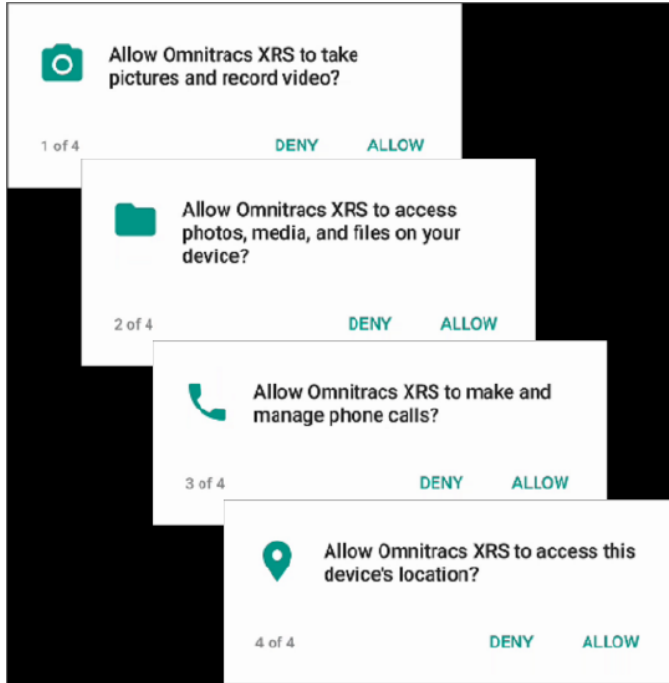 Allow Omnitracs XRS to take
pictures and record video?
1 of 4
DENY ALLOW
Allow Omnitracs XRS to access
photos, media, and files on your
device?
2 of 4
DENY ALLOW
Allow Omnitracs XRS to make and
manage phone calls?
3 of 4
DENY ALLOW
Allow Omnitracs XRS to access this
device's location?
4 of 4
DENY ALLOW